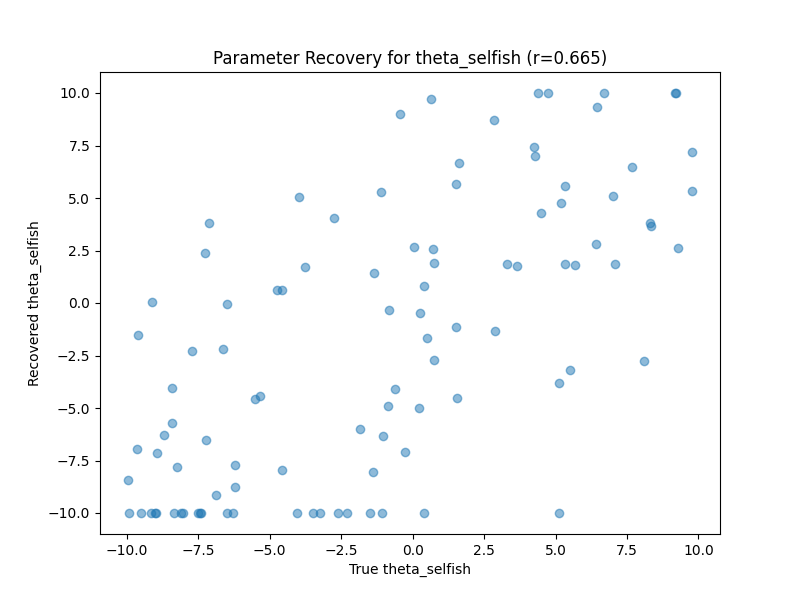 Parameter Recovery for theta_selfish (r=0.665)
10.0
7.5
5.0
2.5
0.0
−2.5
−5.0
−7.5
−10.0
Recovered theta_selfish
−10.0 −7.5 −5.0 −2.5 0.0 2.5 5.0 7.5 10.0
True theta_selfish